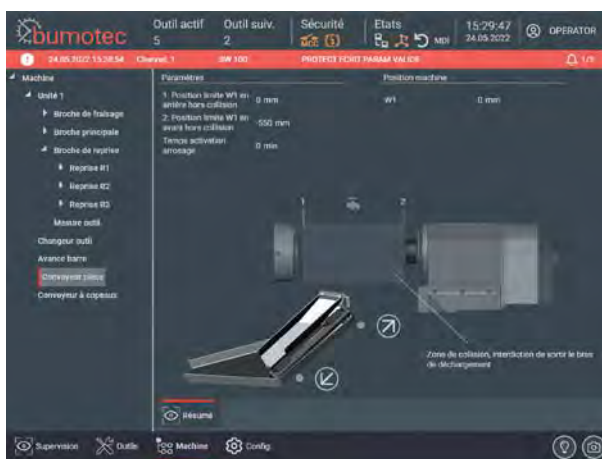 bumotec
Outil actif
5
Outil suiv.
2
Sécurité
Etats
MDI
15:29:47
24.05.2022
OPERATOR
24.05.2022 15:28:54 Channel: 1 SW 100 PROTECT ECRIT PARAM VALIDE
Machine
Unité 1
Broche de fraisage
Broche principale
Broche de reprise
Reprise R1
Reprise R2
Reprise R3
Mesure outil
Changeur outil
Avance barre
Convoyeur pièce
Convoyeur à copeaux
Paramètres
1: Position limite W1 en
arrière hors collision
0 mm
2: Position limite W1 en
avant hors collision
-550 mm
Temps activation
arrosage
0 min
Position machine
W1
0 mm
1
2
Zone de collision, interdiction de sortir le bras
de déchargement
Résumé
Supervision
Outils
Machine
Config